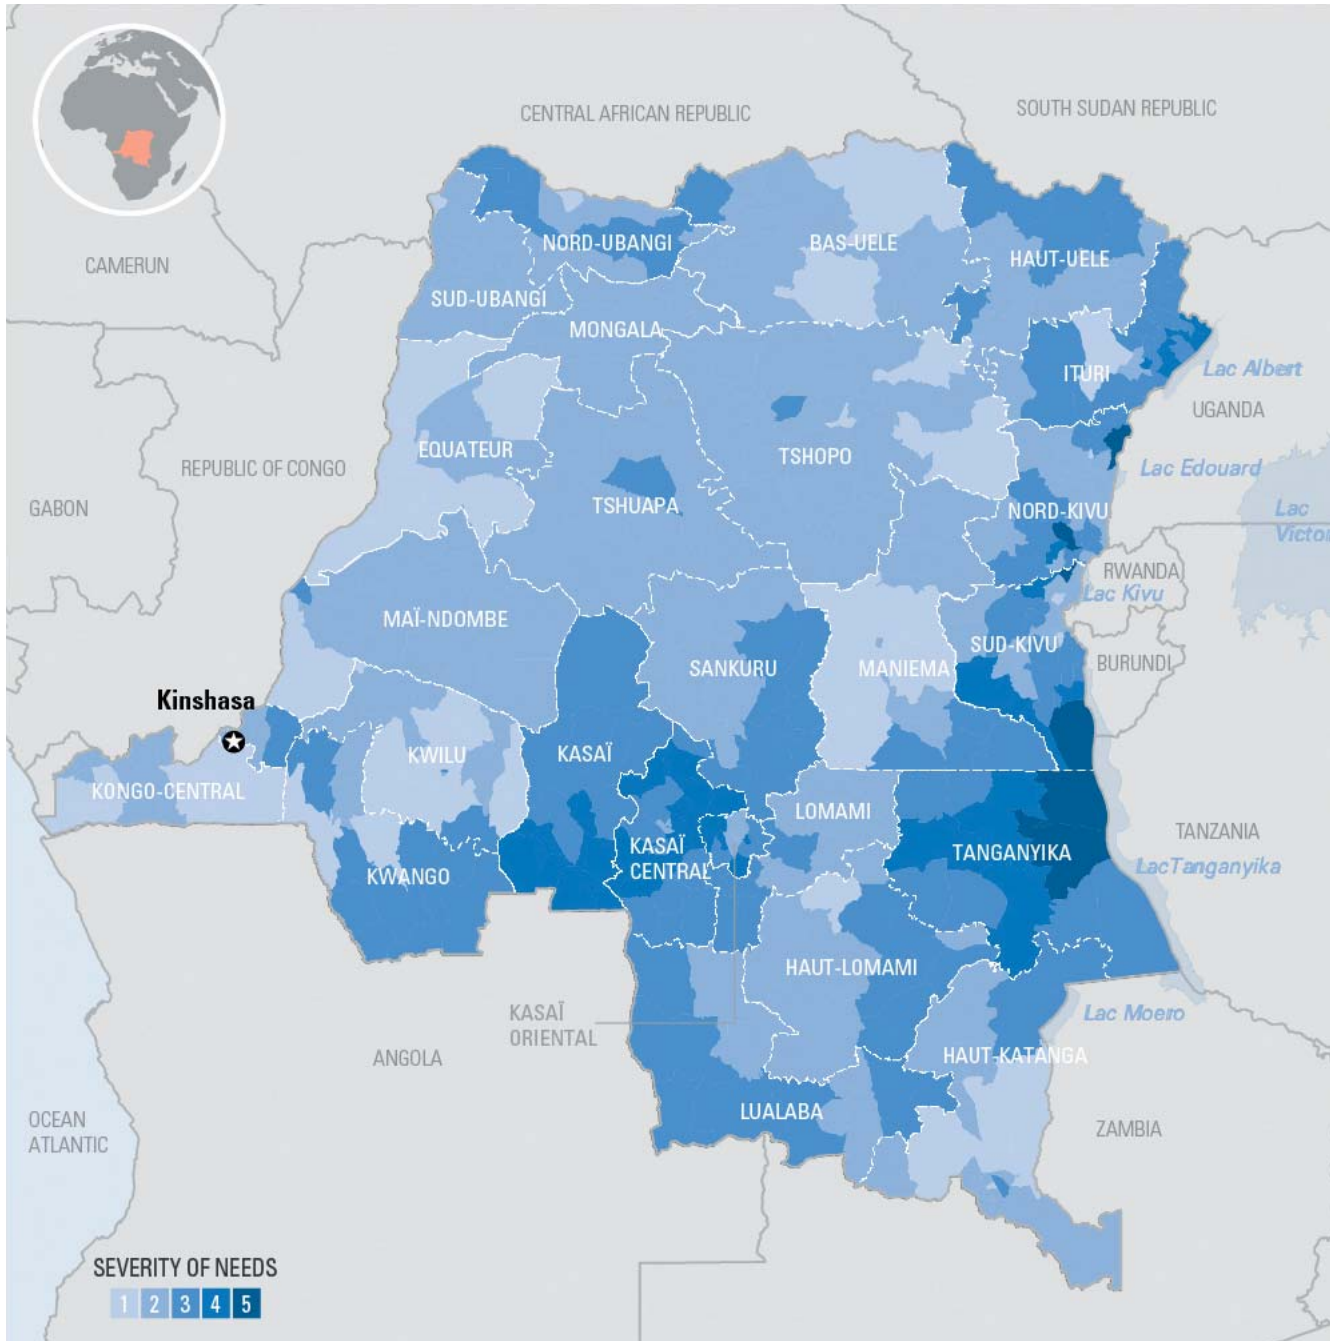 CENTRAL AFRICAN REPUBLIC
SOUTH SUDAN REPUBLIC
CAMERUN
NORD-UBANGI
BAS-UELE
HAUT-UELE
SUD-UBANGI
MONGALA
ITURI
Lac Albert
UGANDA
EQUATEUR
TSHOPO
REPUBLIC OF CONGO
Lac Edouard
GABON
TSHUAPA
NORD-KIVU
Lac
Victor
RWANDA
Lac Kivu
MAÏ-NDOMBE
SUD-KIVU
SANKURU
MANIEMA
BURUNDI
Kinshasa
KWILU
KASAÏ
KONGO-CENTRAL
LOMAMI
TANZANIA
KASAÏ
CENTRAL
TANGANYIKA
LacTanganyika
KWANGO
HAUT-LOMAMI
KASAÏ
ORIENTAL
Lac Moero
ANGOLA
HAUT-KATANGA
LUALABA
OCEAN
ATLANTIC
ZAMBIA
SEVERITY OF NEEDS
1 2 3 4 5